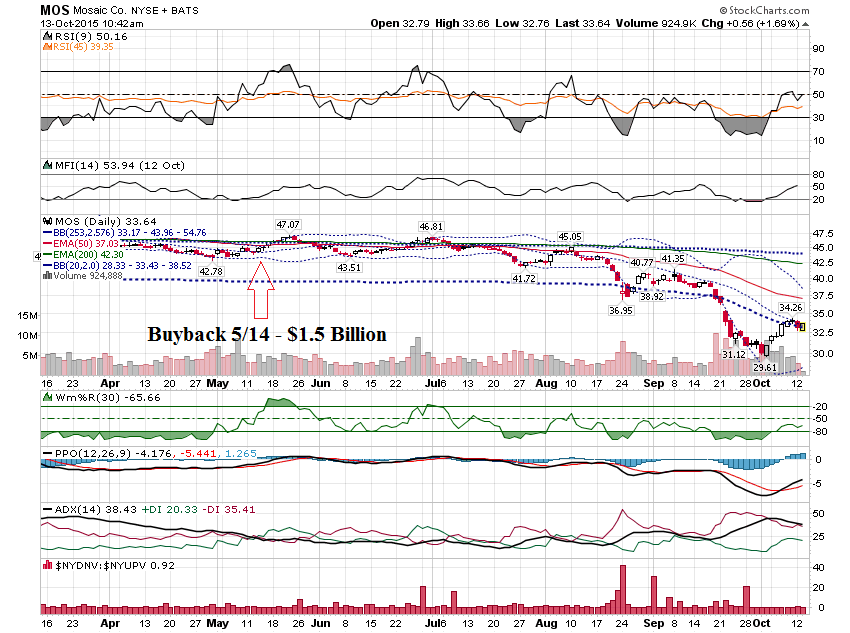 MOS Mosaic Co. NYSE + BATS © StockCharts.com
13-Oct-2015 10:42am Open 32.79 High 33.66 Low 32.76 Last 33.64 Volume 924.9K Chg +0.56 (+1.69%)
RSI(9) 50.16
RSI(45) 39.35
90
70
50
30
10
MFI(14) 53.94 (12 Oct)
80
50
20
MOS (Daily) 33.64
BB(253,2.576) 33.17 - 43.96 - 54.76
EMA(50) 37.03
EMA(200) 42.30
BB(20,2.0) 28.33 - 33.43 - 38.52
Volume 924,888
47.07
46.81
45.05
42.78
43.51
41.72
40.77
41.35
38.92
36.95
34.26
31.12
29.61
47.5
45.0
42.5
40.0
37.5
35.0
32.5
30.0
15M
10M
5M
Buyback 5/14 - $1.5 Billion
16 23 Apr 13 20 27 May 11 18 26 Jun 8 15 22 Jul 6 13 20 27 Aug 10 17 24 Sep 8 14 21 28 Oct 12
Wm%R(30) -65.66
-20
-50
-80
PPO(12,26,9) -4.176, -5.441, 1.265
0
-5
ADX(14) 38.43 +DI 20.33 -DI 35.41
50
25
$NYDNV:$NYUPV 0.92
40
20
0
16 23 Apr 13 20 27 May 11 18 26 Jun 8 15 22 Jul 6 13 20 27 Aug 10 17 24 Sep 8 14 21 28 Oct 12